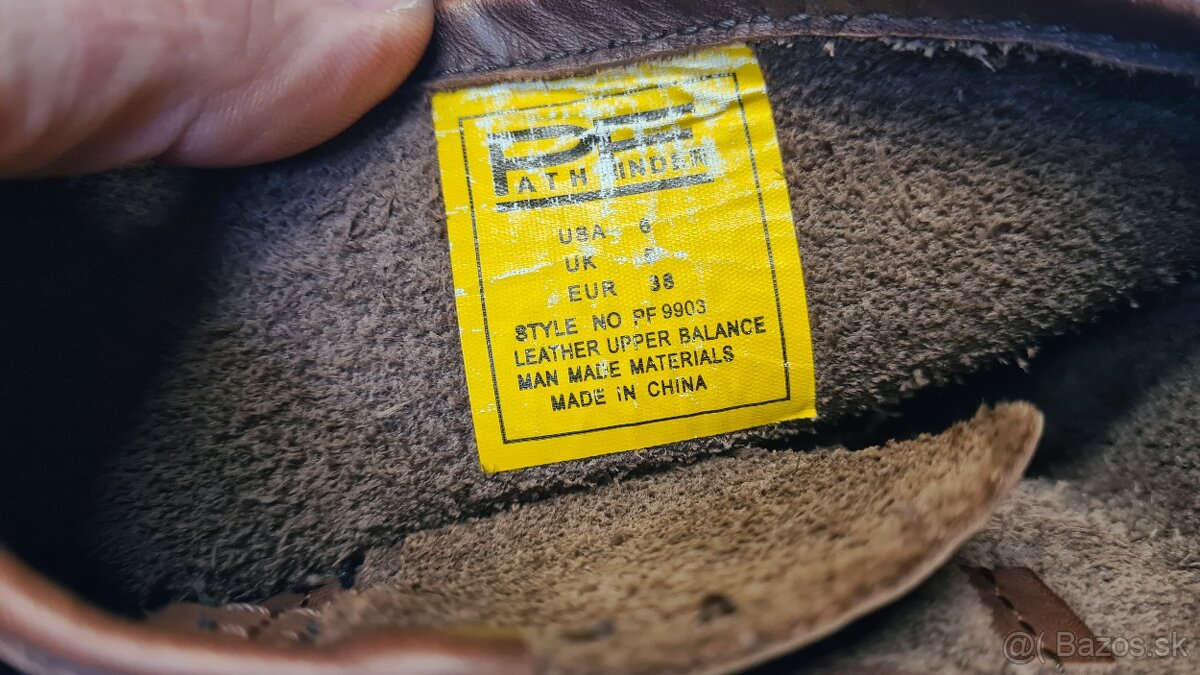 PF
PATHFINDER
USA 6
UK
EUR 38
STYLE NO PF 9903
LEATHER UPPER BALANCE
MAN MADE MATERIALS
MADE IN CHINA
@( Bazos.sk